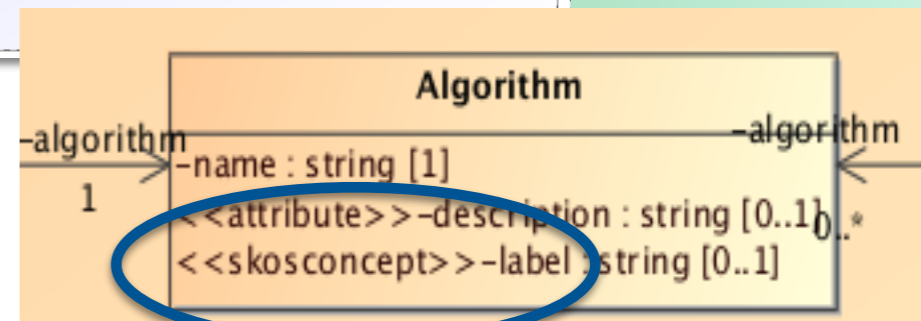 Algorithm
-algorithm
-algorithm
-name : string [1]
1
<<attribute>>-description : string [0..1]
0..*
<<skosconcept>>-label : string [0..1]